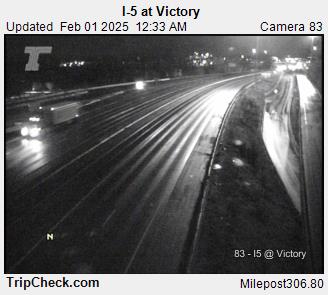 I-5 at Victory
Updated Feb 01 2025 12:33 AM Camera 83
T
N
83 - I5 @ Victory
TripCheck.com Milepost306.80